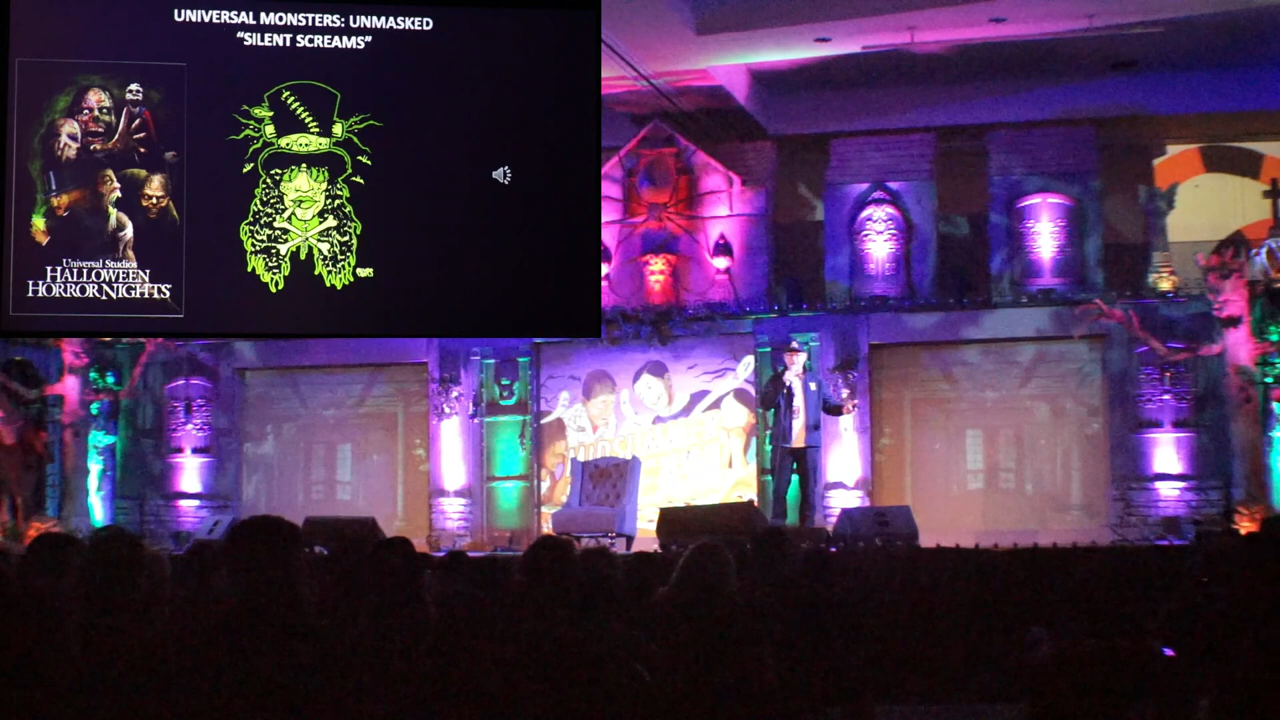 UNIVERSAL MONSTERS: UNMASKED
“SILENT SCREAMS”
Universal Studios
HALLOWEEN
HORROR NIGHTS